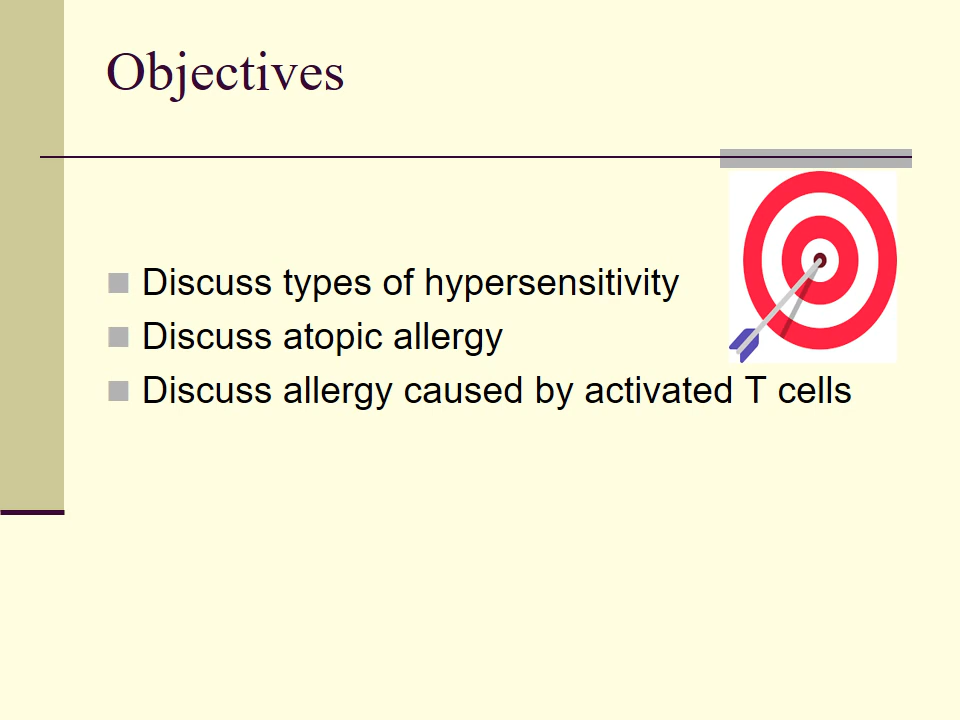 Objectives
Discuss types of hypersensitivity
Discuss atopic allergy
Discuss allergy caused by activated T cells